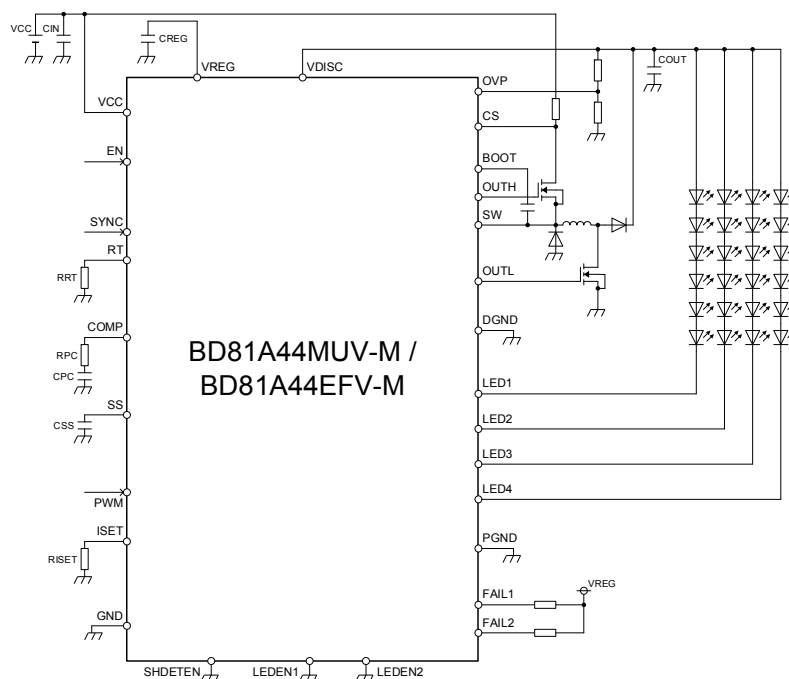 VCC
CIN
CREG
COUT
VREG
VDISC
VCC
EN
SYNC
RT
RRT
COMP
RPC
CPC
SS
CSS
PWM
ISET
RISET
GND
BD81A44MUV-M /
BD81A44EFV-M
OVP
CS
BOOT
OUTH
SW
OUTL
DGND
LED1
LED2
LED3
LED4
PGND
VREG
FAIL1
FAIL2
SHDETEN
LEDEN1
LEDEN2